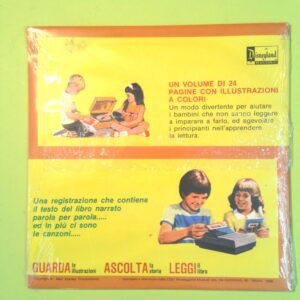 Disneyland
UN VOLUME DI 24
PAGINE CON ILLUSTRAZIONI
A COLORI
Un modo divertente per aiutare
i bambini che non sanno leggere
a imparare a farlo, ed agevolare
i principianti nell'apprendere
la lettura.
Una registrazione che contiene
il testo del libro narrato
parola per parola.....
ed in più ci sono
le canzoni.....
GUARDA le illustrazioni ASCOLTA la storia LEGGI il libro